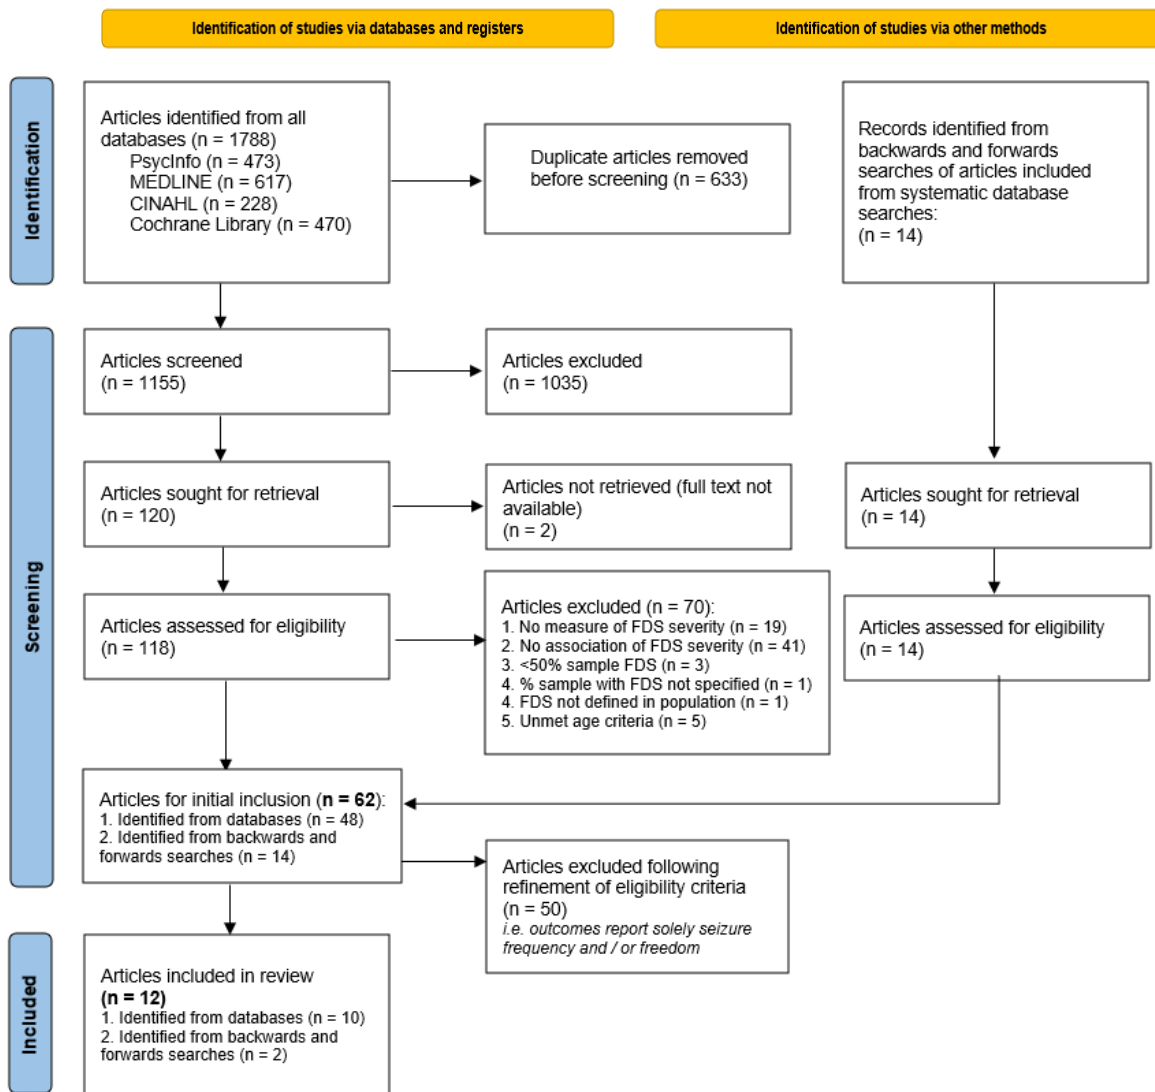 Identification of studies via databases and registers
Identification of studies via other methods
Identification
Articles identified from all
databases (n = 1788)
PsycInfo (n = 473)
MEDLINE (n = 617)
CINAHL (n = 228)
Cochrane Library (n = 470)
Duplicate articles removed
before screening (n = 633)
Records identified from
backwards and forwards
searches of articles included
from systematic database
searches:
(n = 14)
Screening
Articles screened
(n = 1155)
Articles excluded
(n = 1035)
Articles sought for retrieval
(n = 120)
Articles not retrieved (full text not
available)
(n = 2)
Articles sought for retrieval
(n = 14)
Articles assessed for eligibility
(n = 118)
Articles excluded (n = 70):
1. No measure of FDS severity (n = 19)
2. No association of FDS severity (n = 41)
3. <50% sample FDS (n = 3)
4. % sample with FDS not specified (n = 1)
4. FDS not defined in population (n = 1)
5. Unmet age criteria (n = 5)
Articles assessed for eligibility
(n = 14)
Articles for initial inclusion (n = 62):
1. Identified from databases (n = 48)
2. Identified from backwards and
forwards searches (n = 14)
Articles excluded following
refinement of eligibility criteria
(n = 50)
i.e. outcomes report solely seizure
frequency and / or freedom
Included
Articles included in review
(n = 12)
1. Identified from databases (n = 10)
2. Identified from backwards and
forwards searches (n = 2)